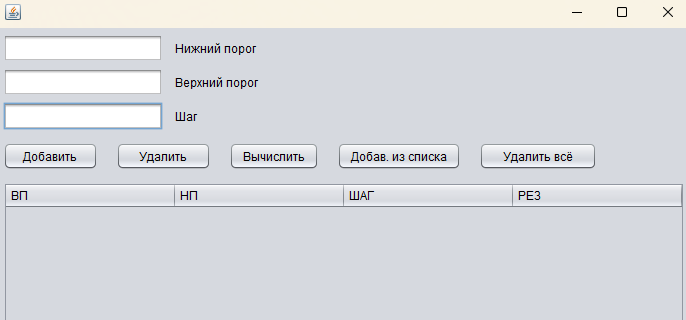 Нижний порог
Верхний порог
Шаг
Добавить Удалить Вычислить Добав. из списка Удалить всё
ВП НП ШАГ РЕЗ